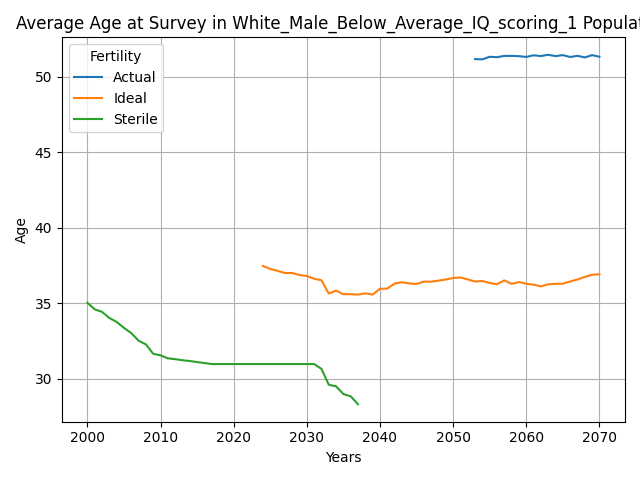 Average Age at Survey in White_Male_Below_Average_IQ_scoring_1 Populat
Fertility
Actual
Ideal
Sterile
Age
50
45
40
35
30
2000 2010 2020 2030 2040 2050 2060 2070
Years